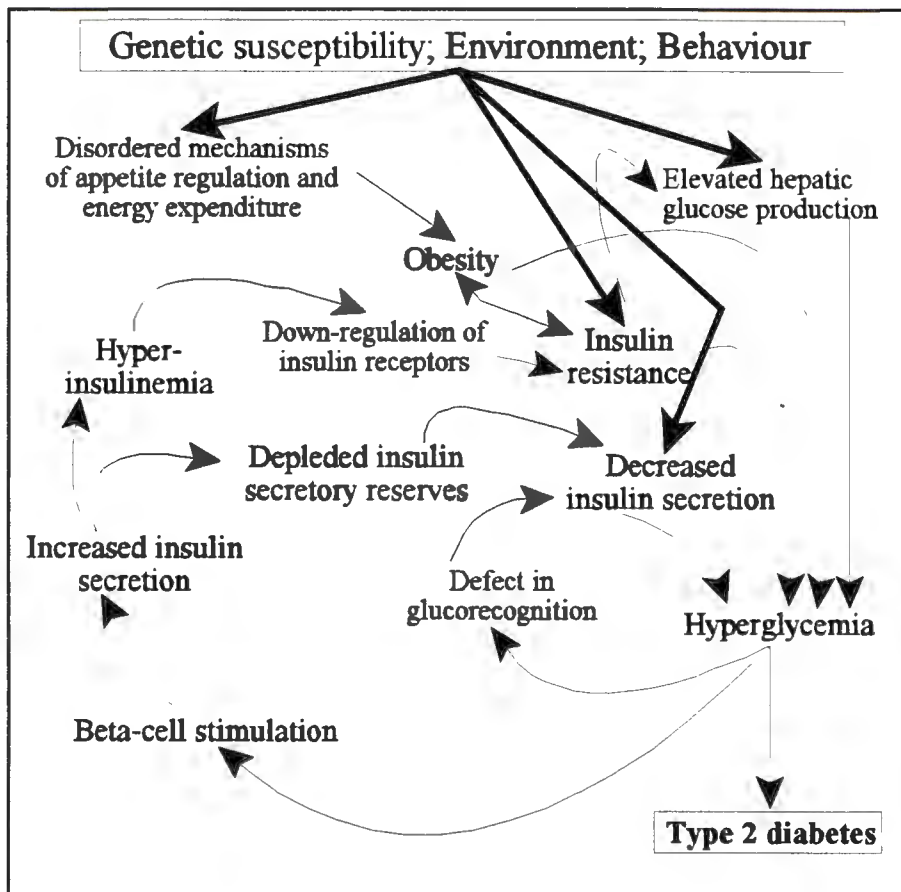 Genetic susceptibility; Environment; Behaviour
Disordered mechanisms
of appetite regulation and
energy expenditure
Elevated hepatic
glucose production
Obesity
Hyper-
insulinemia
Down-regulation of
insulin receptors
Insulin
resistance
Depleded insulin
secretory reserves
Decreased
insulin secretion
Increased insulin
secretion
Defect in
glucorecognition
Hyperglycemia
Beta-cell stimulation
Type 2 diabetes